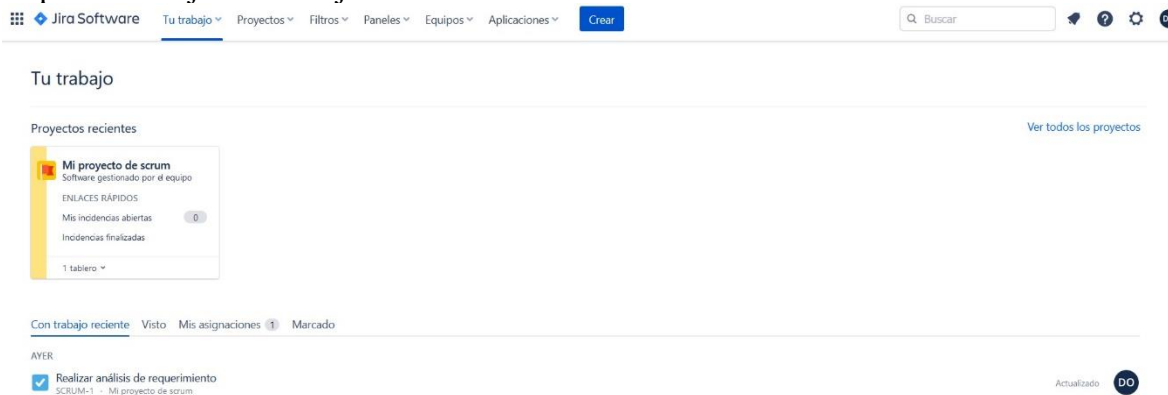 Jira Software Tu trabajo Proyectos Filtros Paneles Equipos Aplicaciones Crear Buscar
Tu trabajo
Proyectos recientes Ver todos los proyectos
Mi proyecto de scrum
Software gestionado por el equipo
ENLACES RÁPIDOS
Mis incidencias abiertas 0
Incidencias finalizadas
1 tablero
Con trabajo reciente Visto Mis asignaciones 1 Marcado
AYER
Realizar análisis de requerimiento
SCRUM-1 · Mi proyecto de scrum Actualizado DO